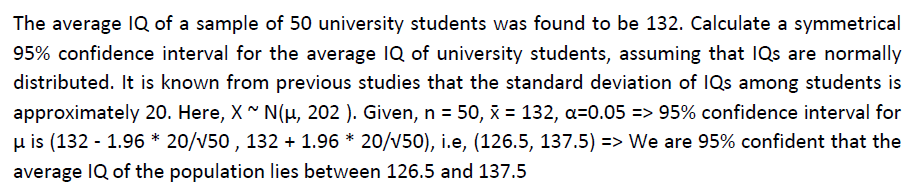 The average IQ of a sample of 50 university students was found to be 132. Calculate a symmetrical
95% confidence interval for the average IQ of university students, assuming that IQs are normally
distributed. It is known from previous studies that the standard deviation of IQs among students is
approximately 20. Here, X ~ N(μ, 202 ). Given, n = 50, x̄ = 132, α=0.05 => 95% confidence interval for
μ is (132 - 1.96 * 20/√50 , 132 + 1.96 * 20/√50), i.e, (126.5, 137.5) => We are 95% confident that the
average IQ of the population lies between 126.5 and 137.5